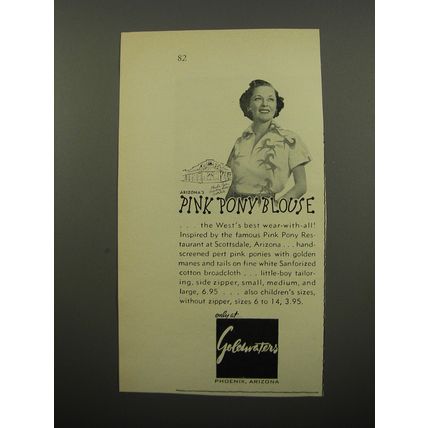 82
ARIZONA'S
PINK PONY BLOUSE
. . . the West's best wear-with-all!
Inspired by the famous Pink Pony Res-
taurant at Scottsdale, Arizona . . . hand-
screened pert pink ponies with golden
manes and tails on fine white Sanforized
cotton broadcloth . . . little-boy tailor-
ing, side zipper, small, medium, and
large, 6.95 . . . also children's sizes,
without zipper, sizes 6 to 14, 3.95.
only at
Goldwaters
PHOENIX, ARIZONA